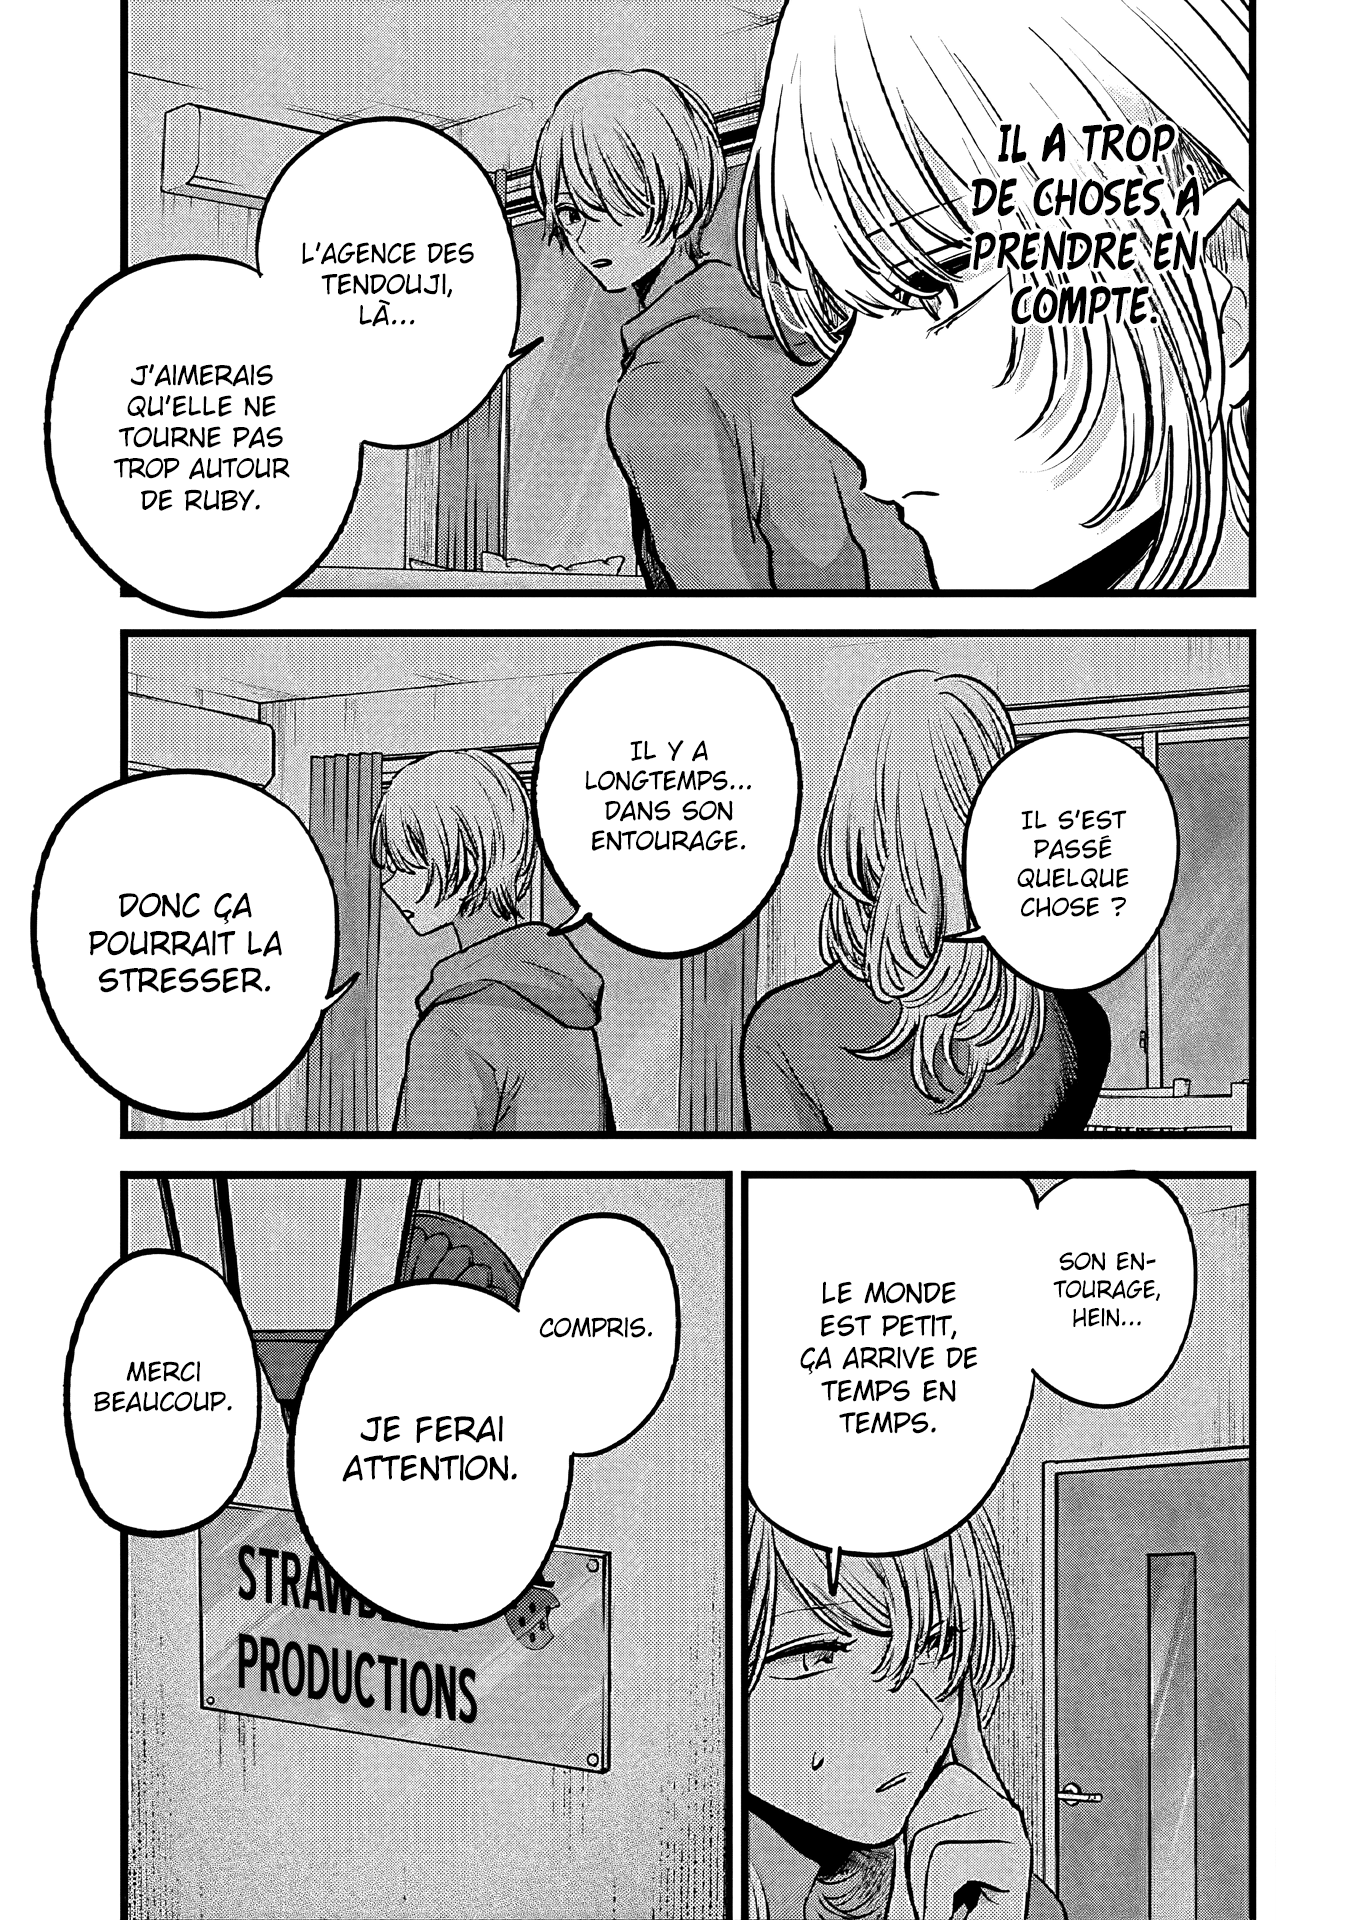 IL A TROP
DE CHOSES À
PRENDRE EN
COMPTE.
L'AGENCE DES
TENDOUJI,
LÀ...
J'AIMERAIS
QU'ELLE NE
TOURNE PAS
TROP AUTOUR
DE RUBY.
IL S'EST
PASSÉ
QUELQUE
CHOSE ?
IL Y A
LONGTEMPS...
DANS SON
ENTOURAGE.
DONC ÇA
POURRAIT LA
STRESSER.
SON EN-
TOURAGE,
HEIN...
LE MONDE
EST PETIT,
ÇA ARRIVE DE
TEMPS EN
TEMPS.
COMPRIS.
JE FERAI
ATTENTION.
MERCI
BEAUCOUP.
STRAWB
PRODUCTIONS